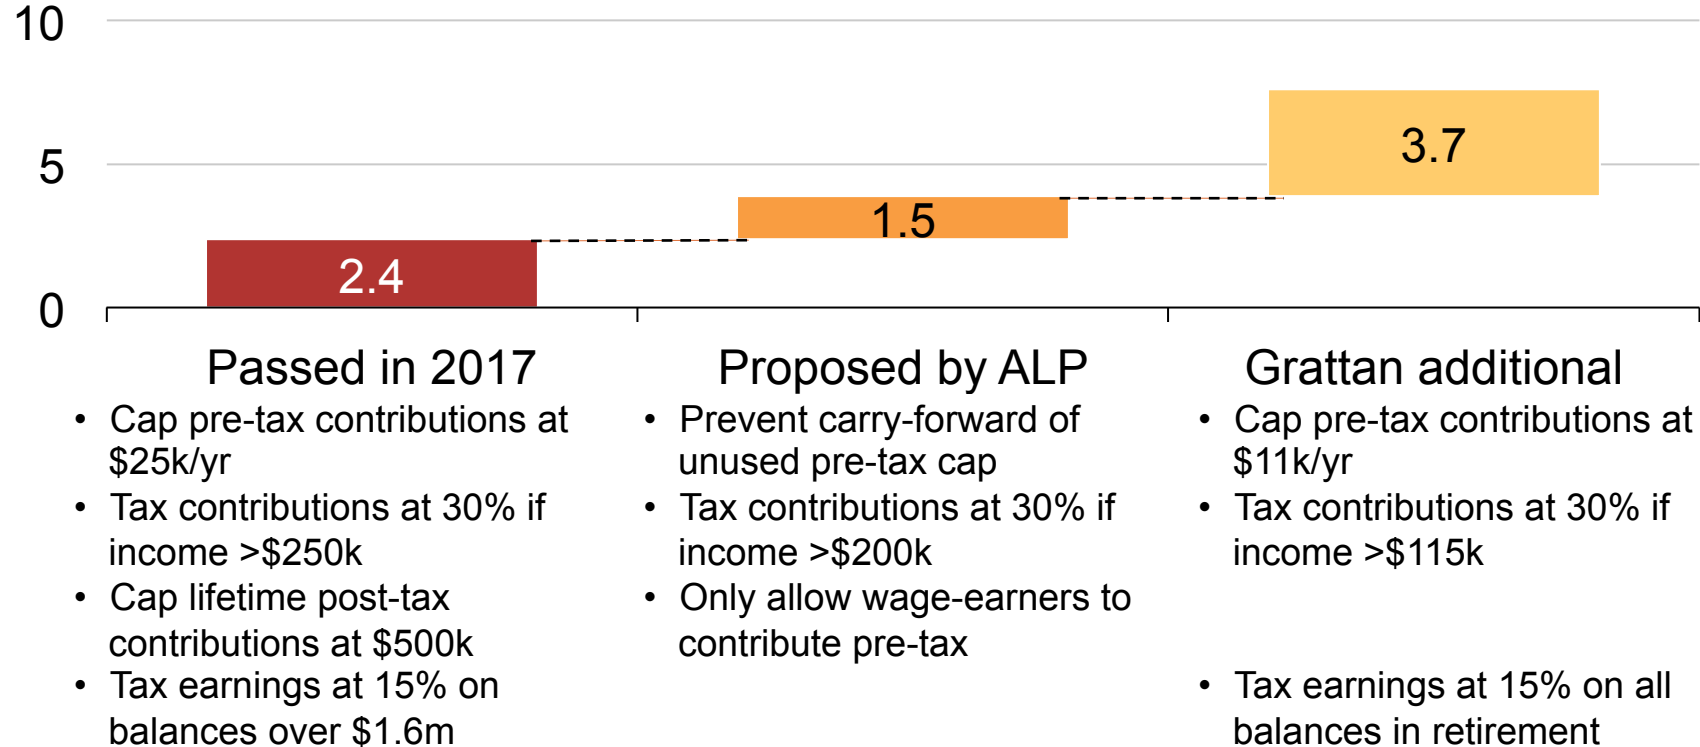 10
5
0
2.4
1.5
3.7
Passed in 2017
• Cap pre-tax contributions at
$25k/yr
• Tax contributions at 30% if
income >$250k
• Cap lifetime post-tax
contributions at $500k
• Tax earnings at 15% on
balances over $1.6m
Proposed by ALP
• Prevent carry-forward of
unused pre-tax cap
• Tax contributions at 30% if
income >$200k
• Only allow wage-earners to
contribute pre-tax
Grattan additional
• Cap pre-tax contributions at
$11k/yr
• Tax contributions at 30% if
income >$115k
• Tax earnings at 15% on all
balances in retirement